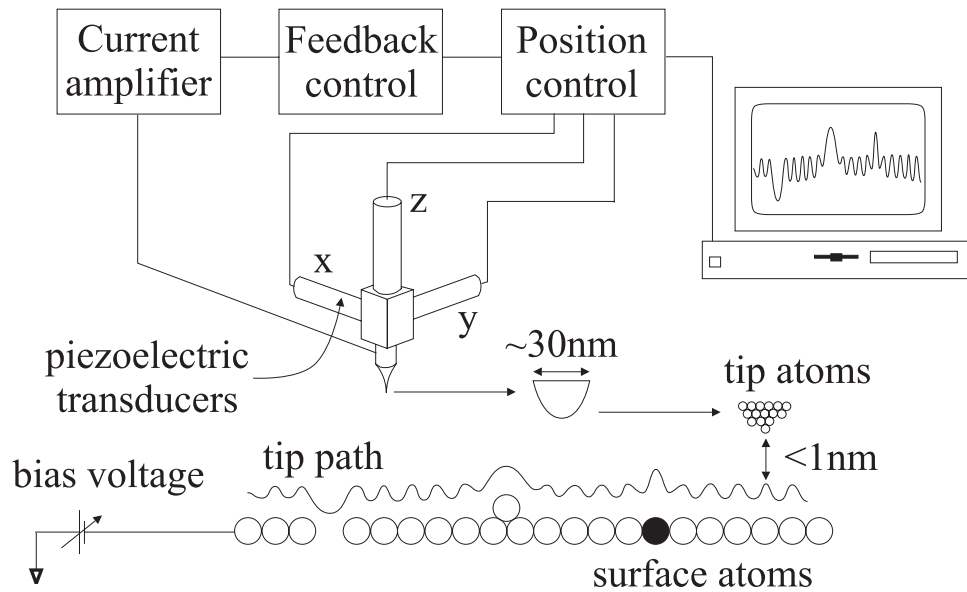 Current
amplifier
Feedback
control
Position
control
z
x
y
piezoelectric
transducers
~30nm
tip atoms
<1nm
tip path
bias voltage
surface atoms